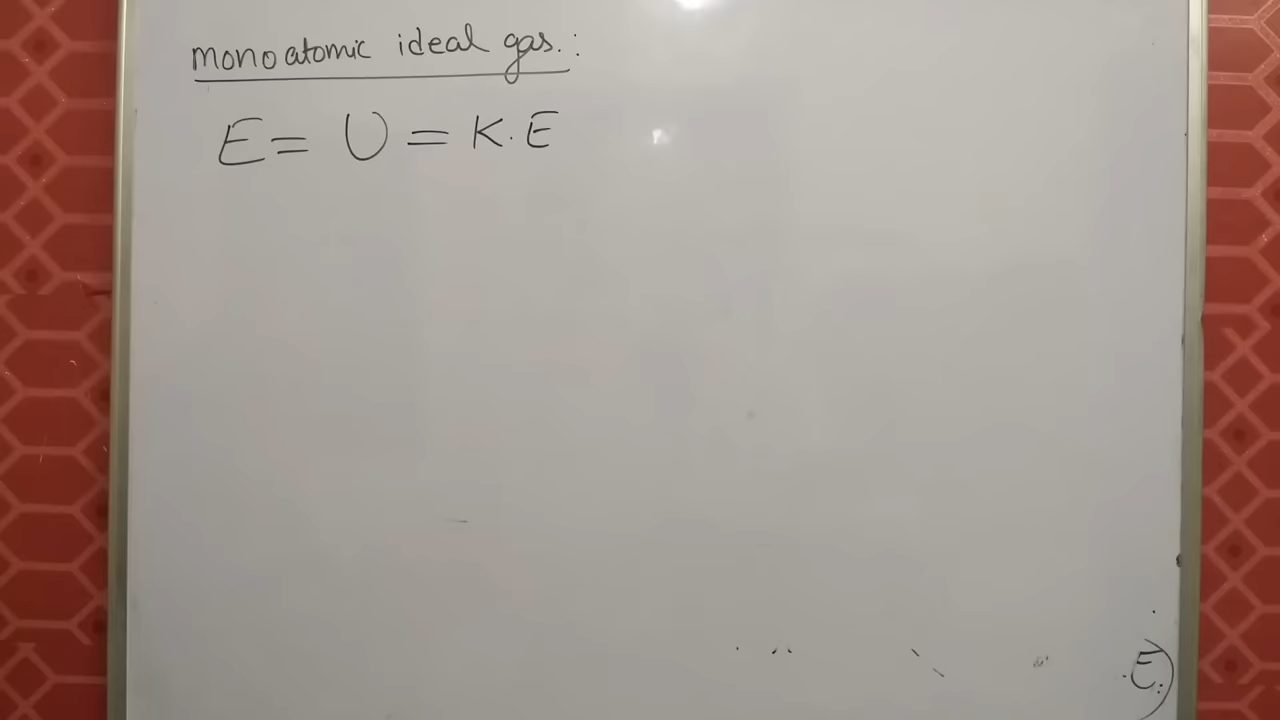 monoatomic ideal gas. :
E = U = K.E
E